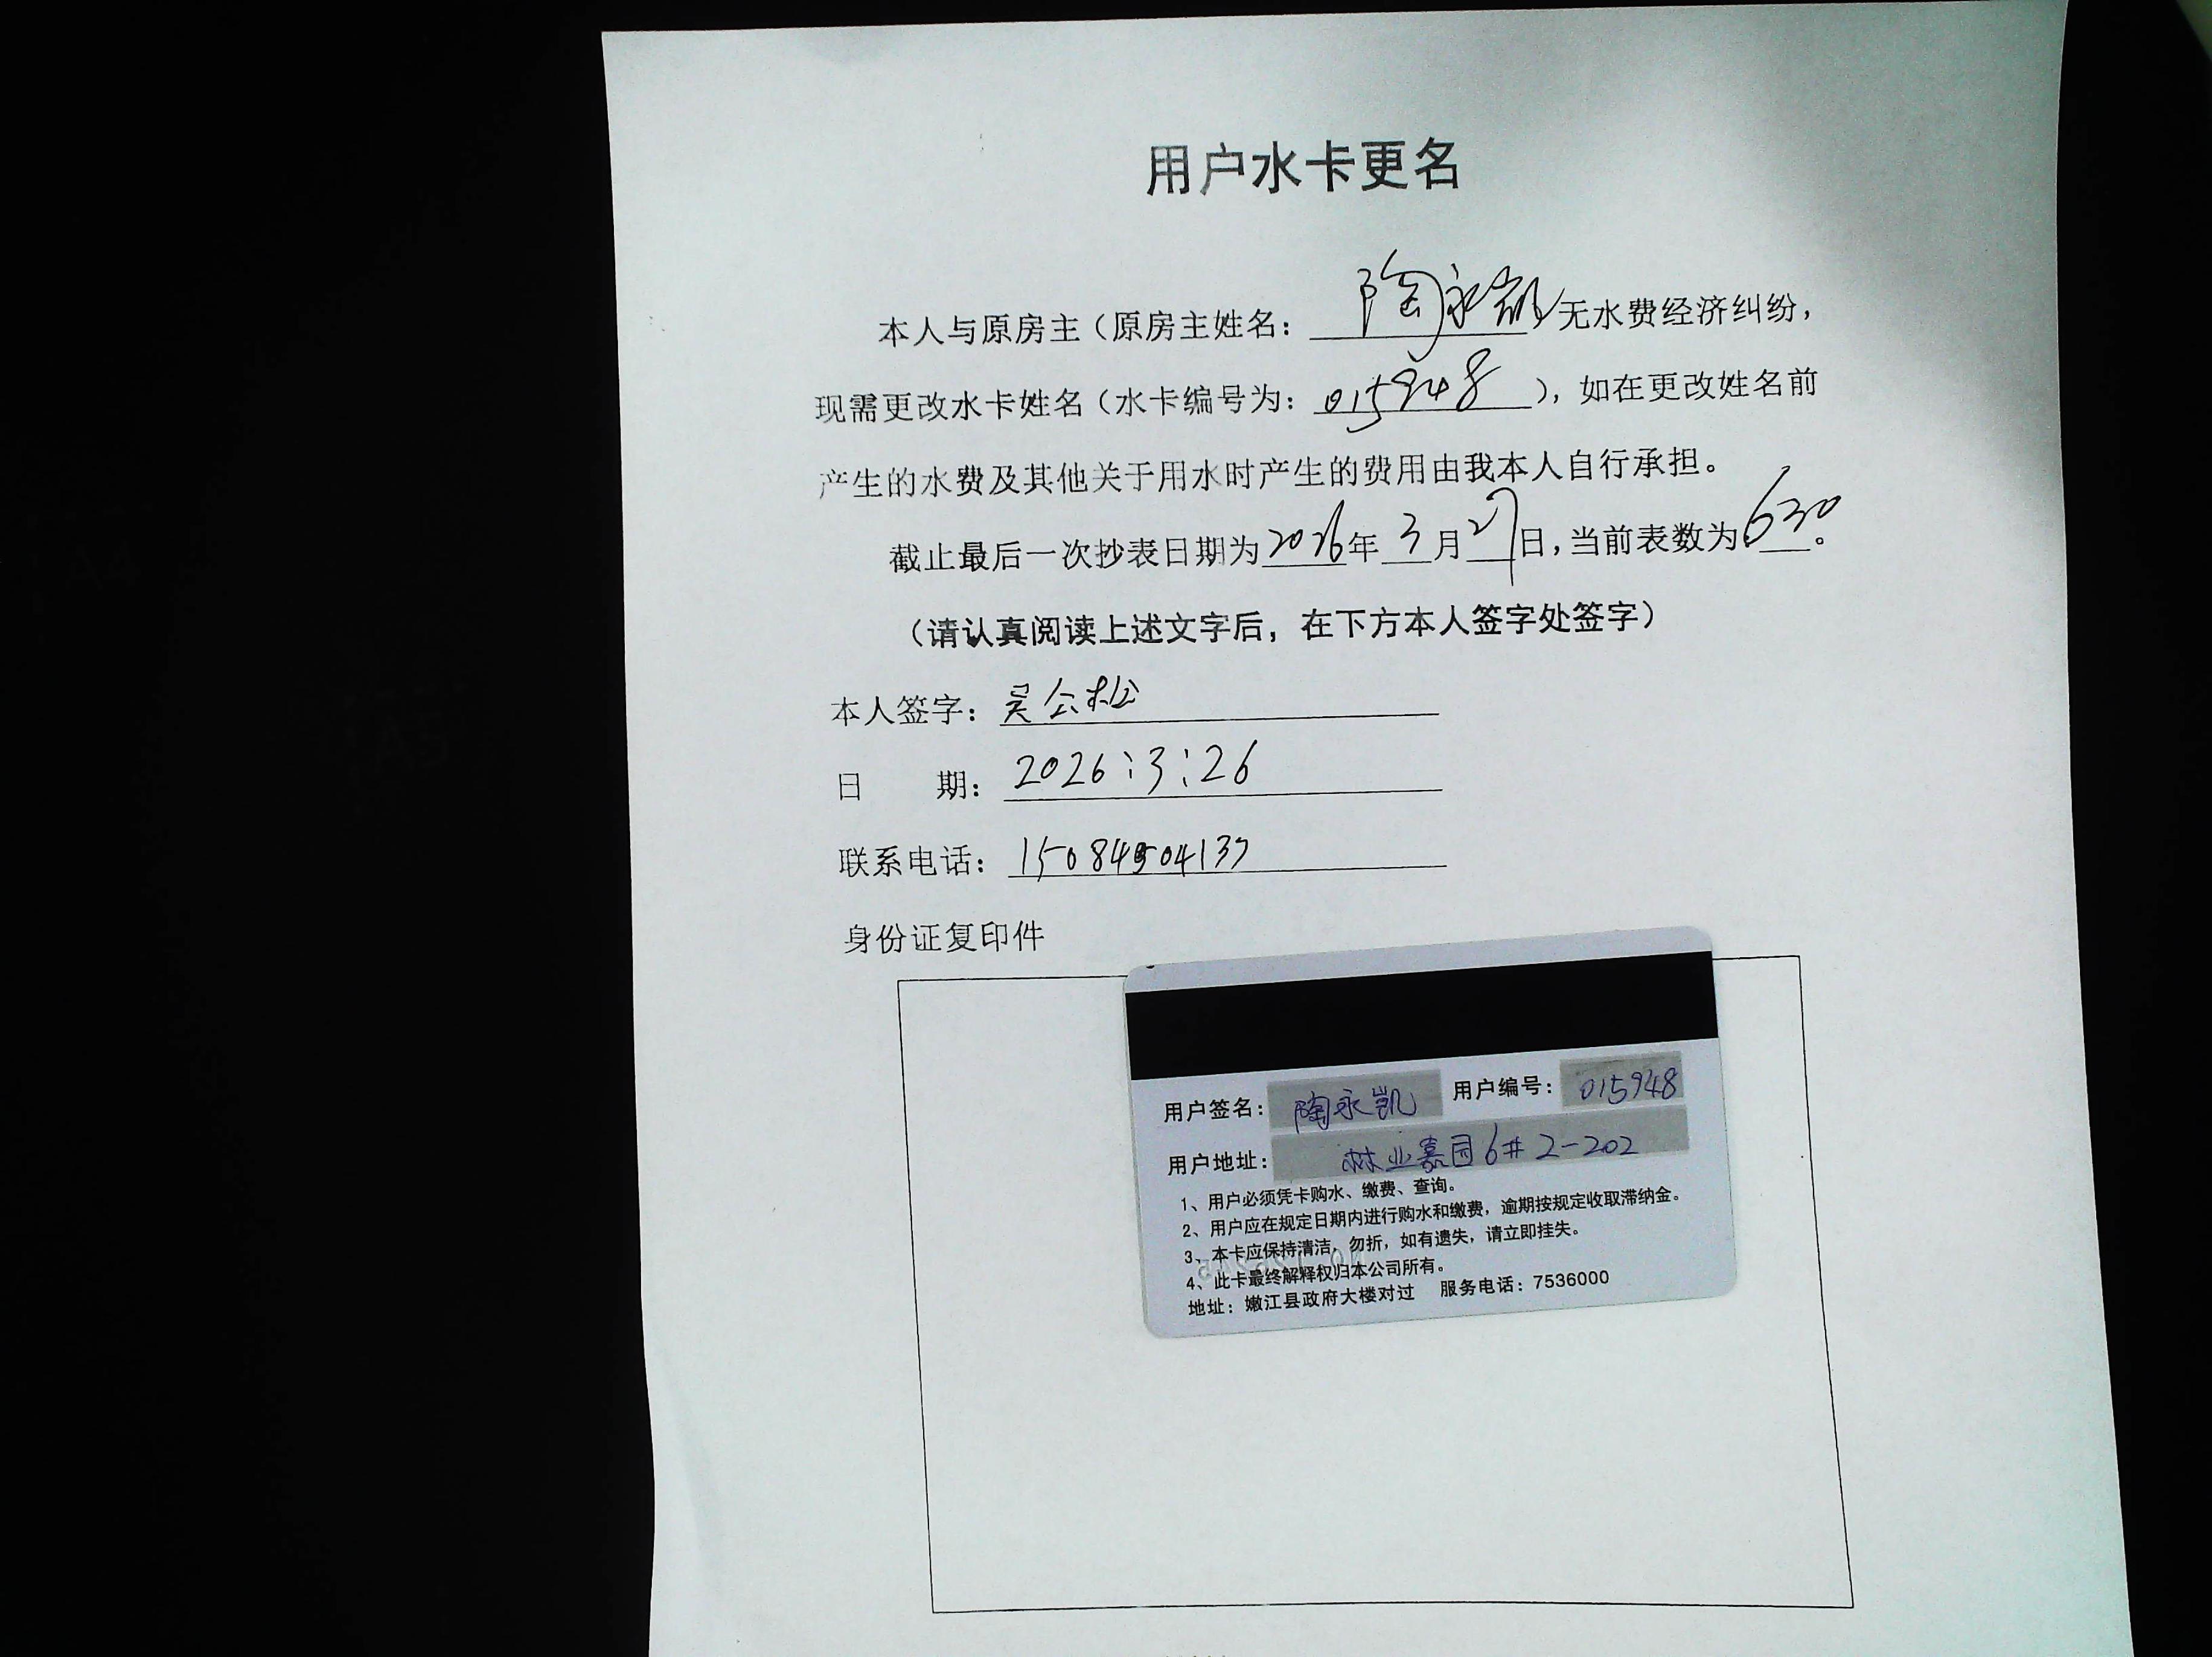 用户水卡更名
本人与原房主（原房主姓名：陶永凯无水费经济纠纷，
现需更改水卡姓名（水卡编号为：015948），如在更改姓名前
产生的水费及其他关于用水时产生的费用由我本人自行承担。
截止最后一次抄表日期为2026年3月27日，当前表数为630。
（请认真阅读上述文字后，在下方本人签字处签字）
本人签字：吴公松
日 期：2026:3:26
联系电话：15084904137
身份证复印件
用户签名：陶永凯 用户编号：015948
用户地址：林业嘉园6#2-202
1、用户必须凭卡购水、缴费、查询。
2、用户应在规定日期内进行购水和缴费，逾期按规定收取滞纳金。
3、本卡应保持清洁，勿折，如有遗失，请立即挂失。
4、此卡最终解释权归本公司所有。
地址：嫩江县政府大楼对过 服务电话：7536000